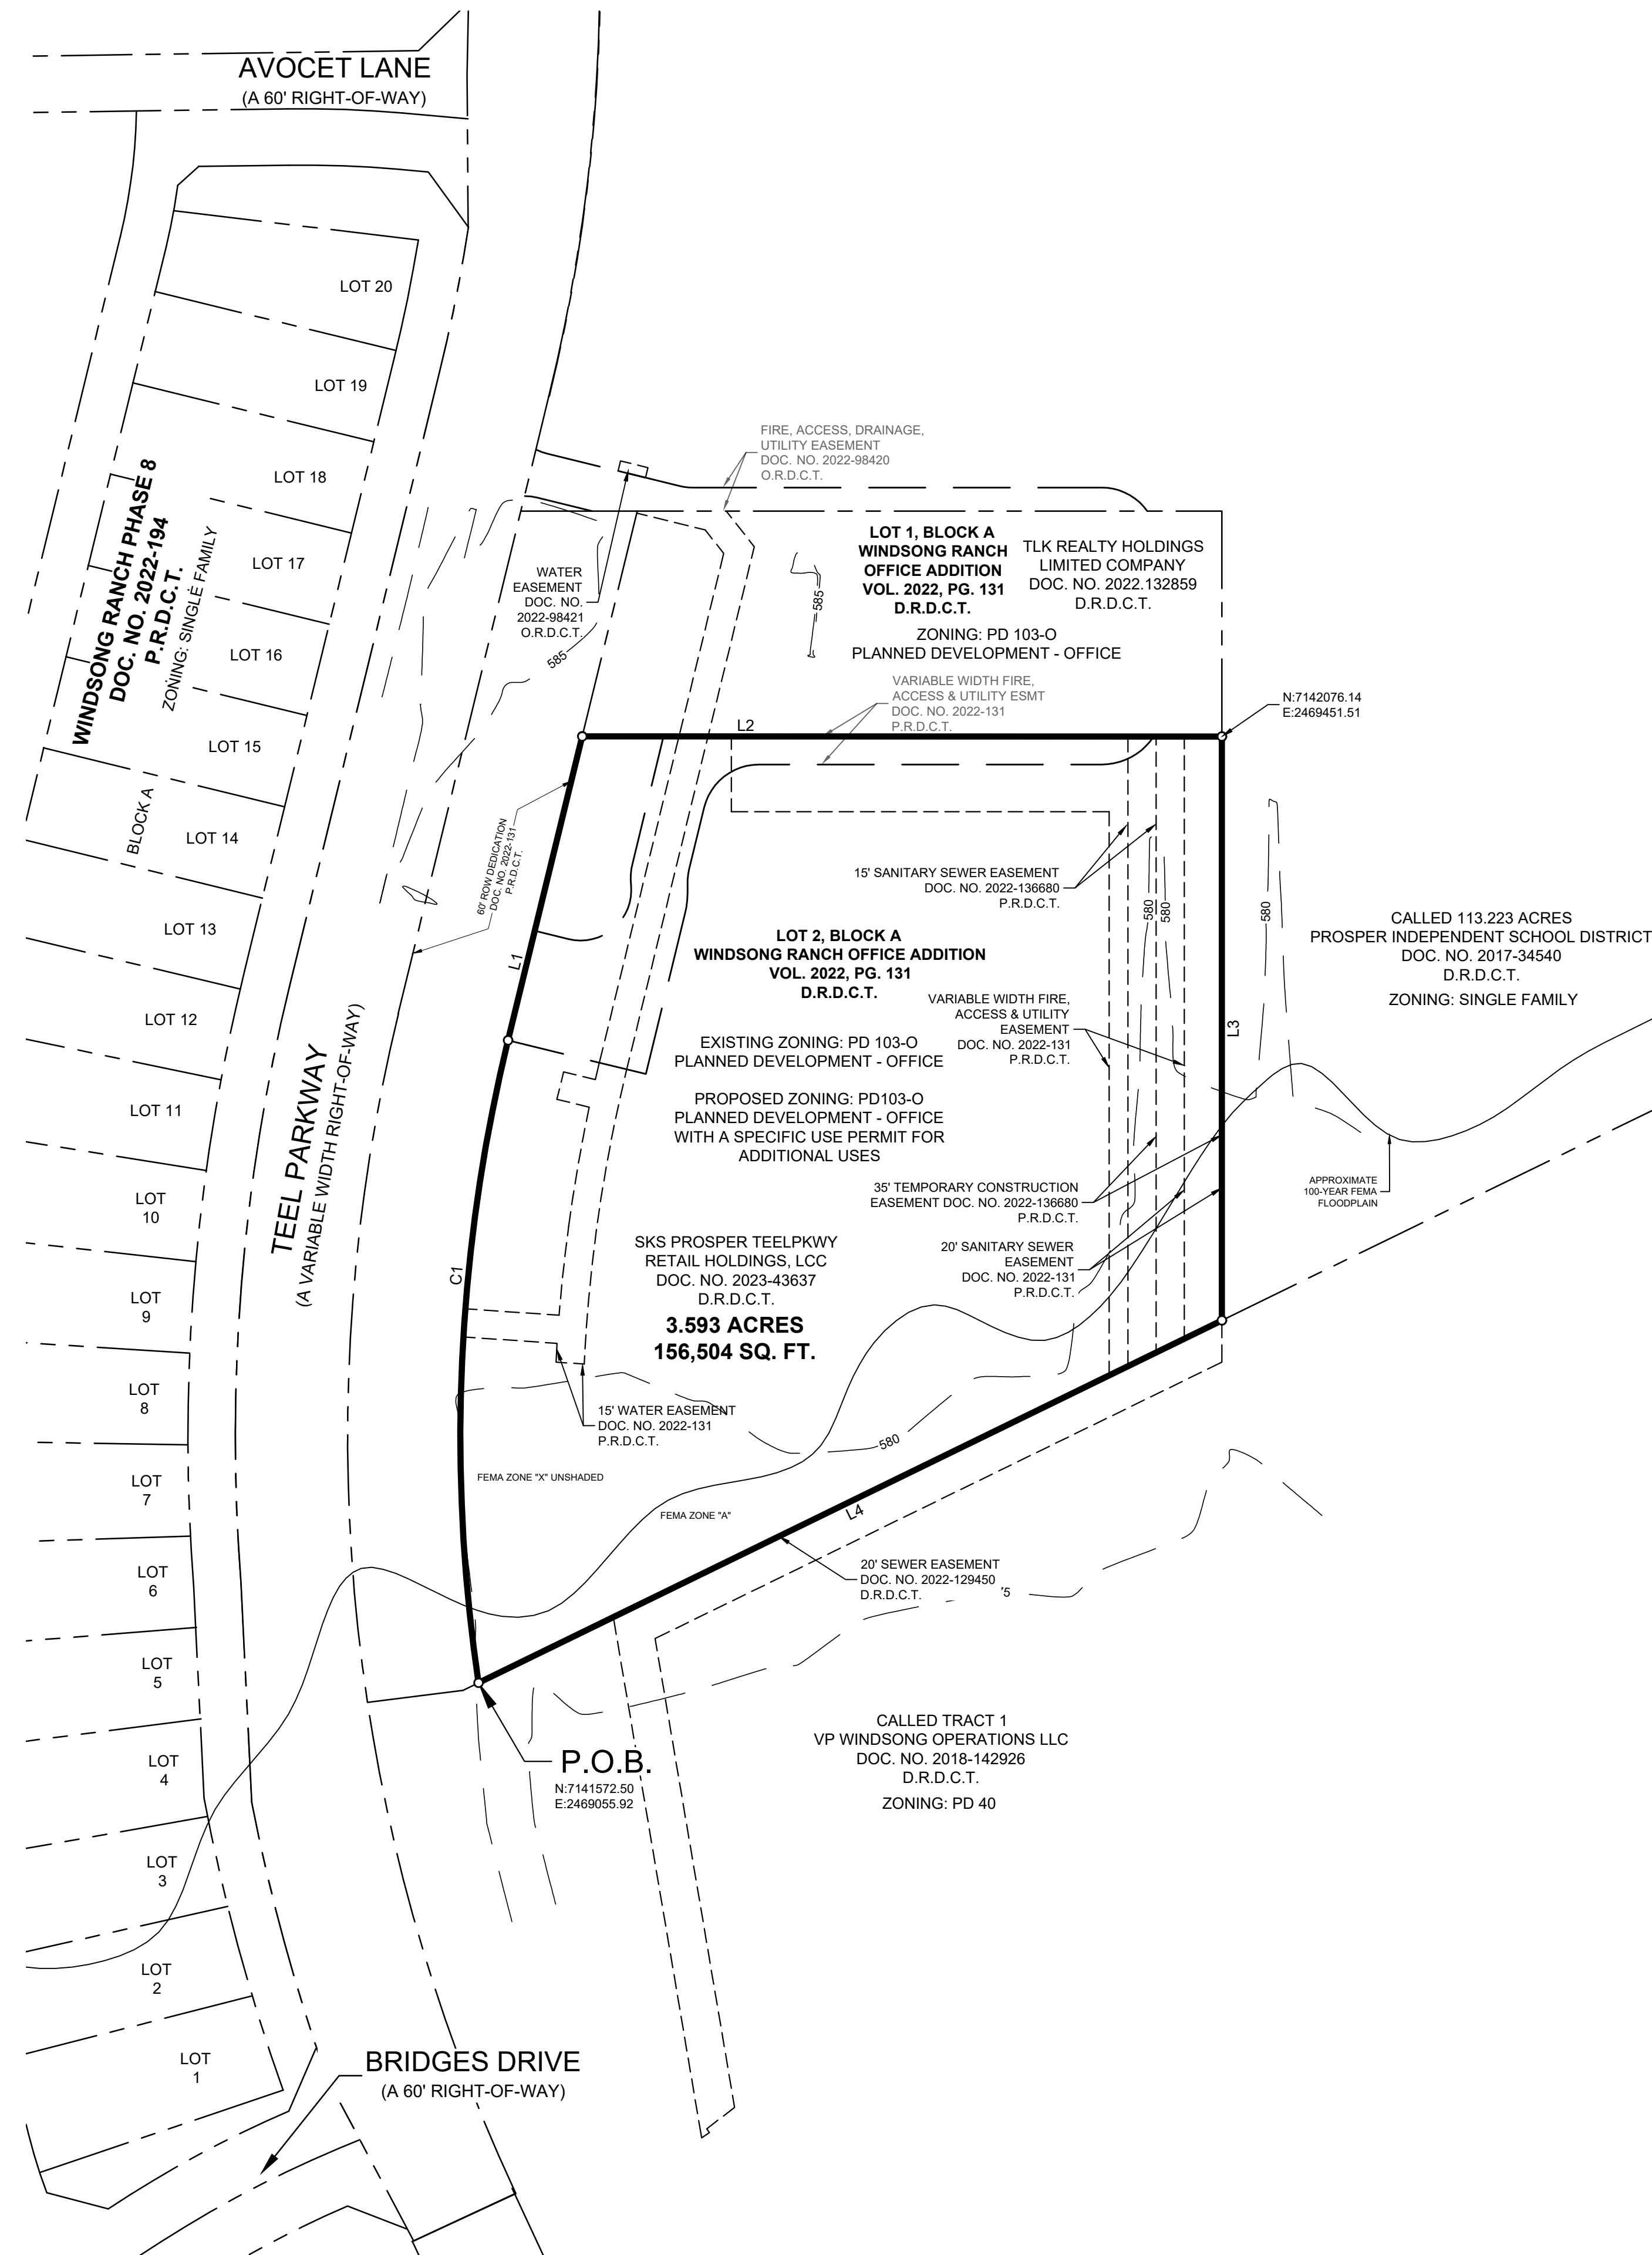 AVOCET LANE
(A 60' RIGHT-OF-WAY)
LOT 20
LOT 19
LOT 18
LOT 17
LOT 16
LOT 15
LOT 14
LOT 13
LOT 12
LOT 11
LOT
10
LOT
9
LOT
8
LOT
7
LOT
6
LOT
5
LOT
4
LOT
3
LOT
2
LOT
1
BLOCK A
WINDSONG RANCH PHASE 8
DOC. NO. 2022-194
P.R.D.C.T.
ZONING: SINGLE FAMILY
TEEL PARKWAY
(A VARIABLE WIDTH RIGHT-OF-WAY)
FIRE, ACCESS, DRAINAGE,
UTILITY EASEMENT
DOC. NO. 2022-98420
O.R.D.C.T.
WATER
EASEMENT
DOC. NO.
2022-98421
O.R.D.C.T.
585
585
LOT 1, BLOCK A
WINDSONG RANCH
OFFICE ADDITION
VOL. 2022, PG. 131
D.R.D.C.T.
TLK REALTY HOLDINGS
LIMITED COMPANY
DOC. NO. 2022.132859
D.R.D.C.T.
ZONING: PD 103-O
PLANNED DEVELOPMENT - OFFICE
VARIABLE WIDTH FIRE,
ACCESS & UTILITY ESMT
DOC. NO. 2022-131
P.R.D.C.T.
L2
N:7142076.14
E:2469451.51
60' ROW DEDICATION
DOC. NO. 2022-131
P.R.D.C.T.
L1
15' SANITARY SEWER EASEMENT
DOC. NO. 2022-136680
P.R.D.C.T.
580
580
580
CALLED 113.223 ACRES
PROSPER INDEPENDENT SCHOOL DISTRICT
DOC. NO. 2017-34540
D.R.D.C.T.
ZONING: SINGLE FAMILY
LOT 2, BLOCK A
WINDSONG RANCH OFFICE ADDITION
VOL. 2022, PG. 131
D.R.D.C.T.
VARIABLE WIDTH FIRE,
ACCESS & UTILITY
EASEMENT
DOC. NO. 2022-131
P.R.D.C.T.
L3
EXISTING ZONING: PD 103-O
PLANNED DEVELOPMENT - OFFICE
PROPOSED ZONING: PD103-O
PLANNED DEVELOPMENT - OFFICE
WITH A SPECIFIC USE PERMIT FOR
ADDITIONAL USES
35' TEMPORARY CONSTRUCTION
EASEMENT DOC. NO. 2022-136680
P.R.D.C.T.
APPROXIMATE
100-YEAR FEMA
FLOODPLAIN
20' SANITARY SEWER
EASEMENT
DOC. NO. 2022-131
P.R.D.C.T.
C1
SKS PROSPER TEELPKWY
RETAIL HOLDINGS, LCC
DOC. NO. 2023-43637
D.R.D.C.T.
3.593 ACRES
156,504 SQ. FT.
15' WATER EASEMENT
DOC. NO. 2022-131
P.R.D.C.T.
580
FEMA ZONE "X" UNSHADED
FEMA ZONE "A"
L4
20' SEWER EASEMENT
DOC. NO. 2022-129450
D.R.D.C.T.
'5
P.O.B.
N:7141572.50
E:2469055.92
CALLED TRACT 1
VP WINDSONG OPERATIONS LLC
DOC. NO. 2018-142926
D.R.D.C.T.
ZONING: PD 40
BRIDGES DRIVE
(A 60' RIGHT-OF-WAY)